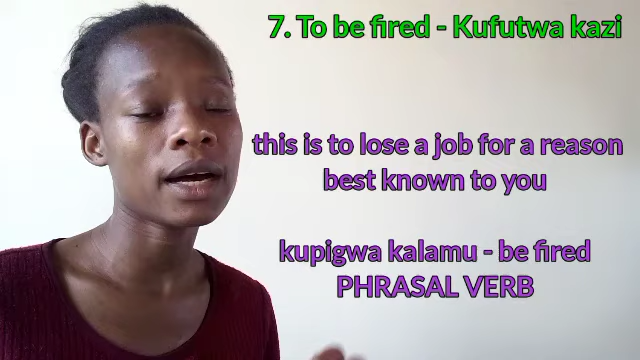 7. To be fired - Kufutwa kazi
this is to lose a job for a reason
best known to you
kupigwa kalamu - be fired
PHRASAL VERB